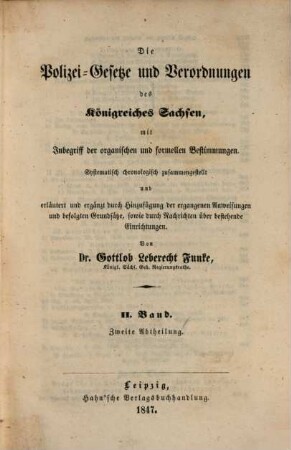 Die
Polizei-Gesetze und Verordnungen
des
Königreiches Sachsen,
mit
Inbegriff der organischen und formellen Bestimmungen.
Systematisch chronologisch zusammengestellt
und
erläutert und ergänzt durch Hinzufügung der ergangenen Anweisungen
und befolgten Grundsätze, sowie durch Nachrichten über bestehende
Einrichtungen.
Von
Dr. Gottlob Leberecht Funke,
Königl. Sächs. Geh. Regierungsrathe.
II. Band.
Zweite Abtheilung.
Leipzig,
Hahn'sche Verlagsbuchhandlung.
1847.